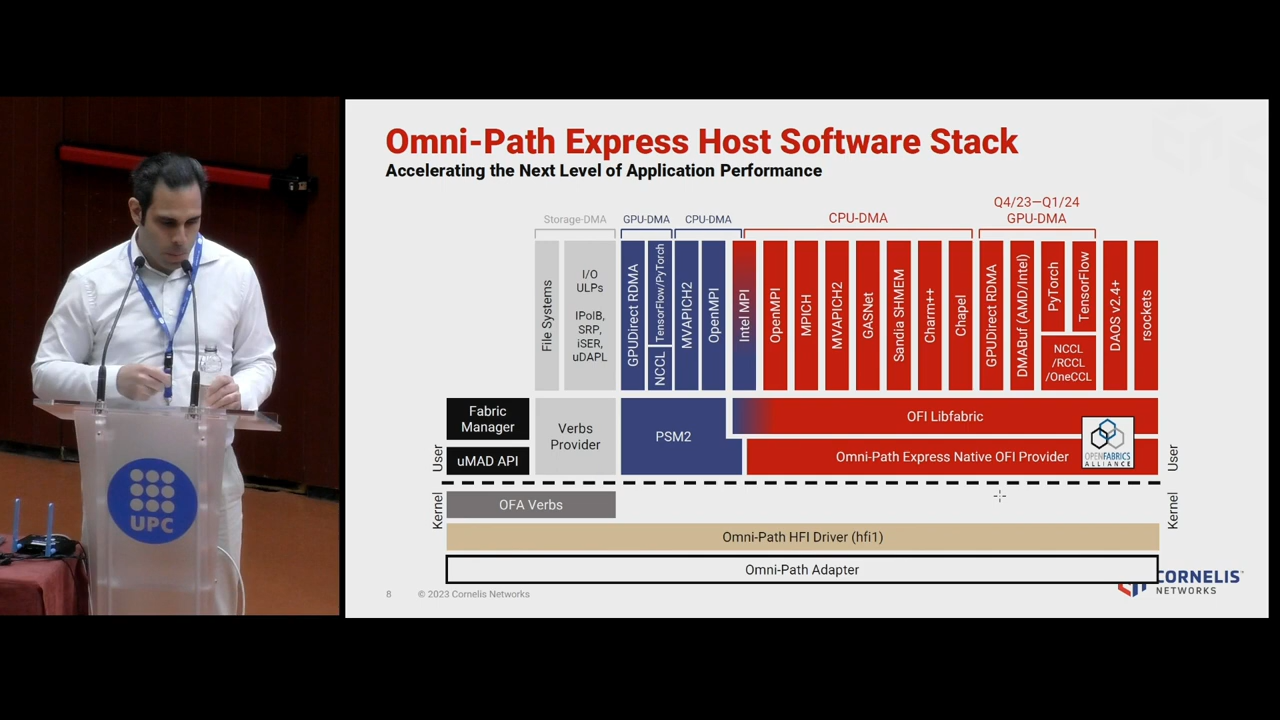 Omni-Path Express Host Software Stack
Accelerating the Next Level of Application Performance
Storage-DMA
GPU-DMA
CPU-DMA
CPU-DMA
Q4/23—Q1/24
GPU-DMA
File Systems
I/O
ULPs
IPoIB,
SRP,
iSER,
uDAPL
GPUDirect RDMA
TensorFlow/PyTorch
NCCL
MVAPICH2
OpenMPI
Intel MPI
OpenMPI
MPICH
MVAPICH2
GASNet
Sandia SHMEM
Charm++
Chapel
GPUDirect RDMA
DMABuf (AMD/Intel)
PyTorch
TensorFlow
NCCL
/RCCL
/OneCCL
DAOS v2.4+
rsockets
Fabric
Manager
uMAD API
Verbs
Provider
PSM2
OFI Libfabric
Omni-Path Express Native OFI Provider
OPENFABRICS
ALLIANCE
User
User
Kernel
Kernel
OFA Verbs
Omni-Path HFI Driver (hfi1)
Omni-Path Adapter
8
© 2023 Cornelis Networks
CORNELIS
NETWORKS
UPC